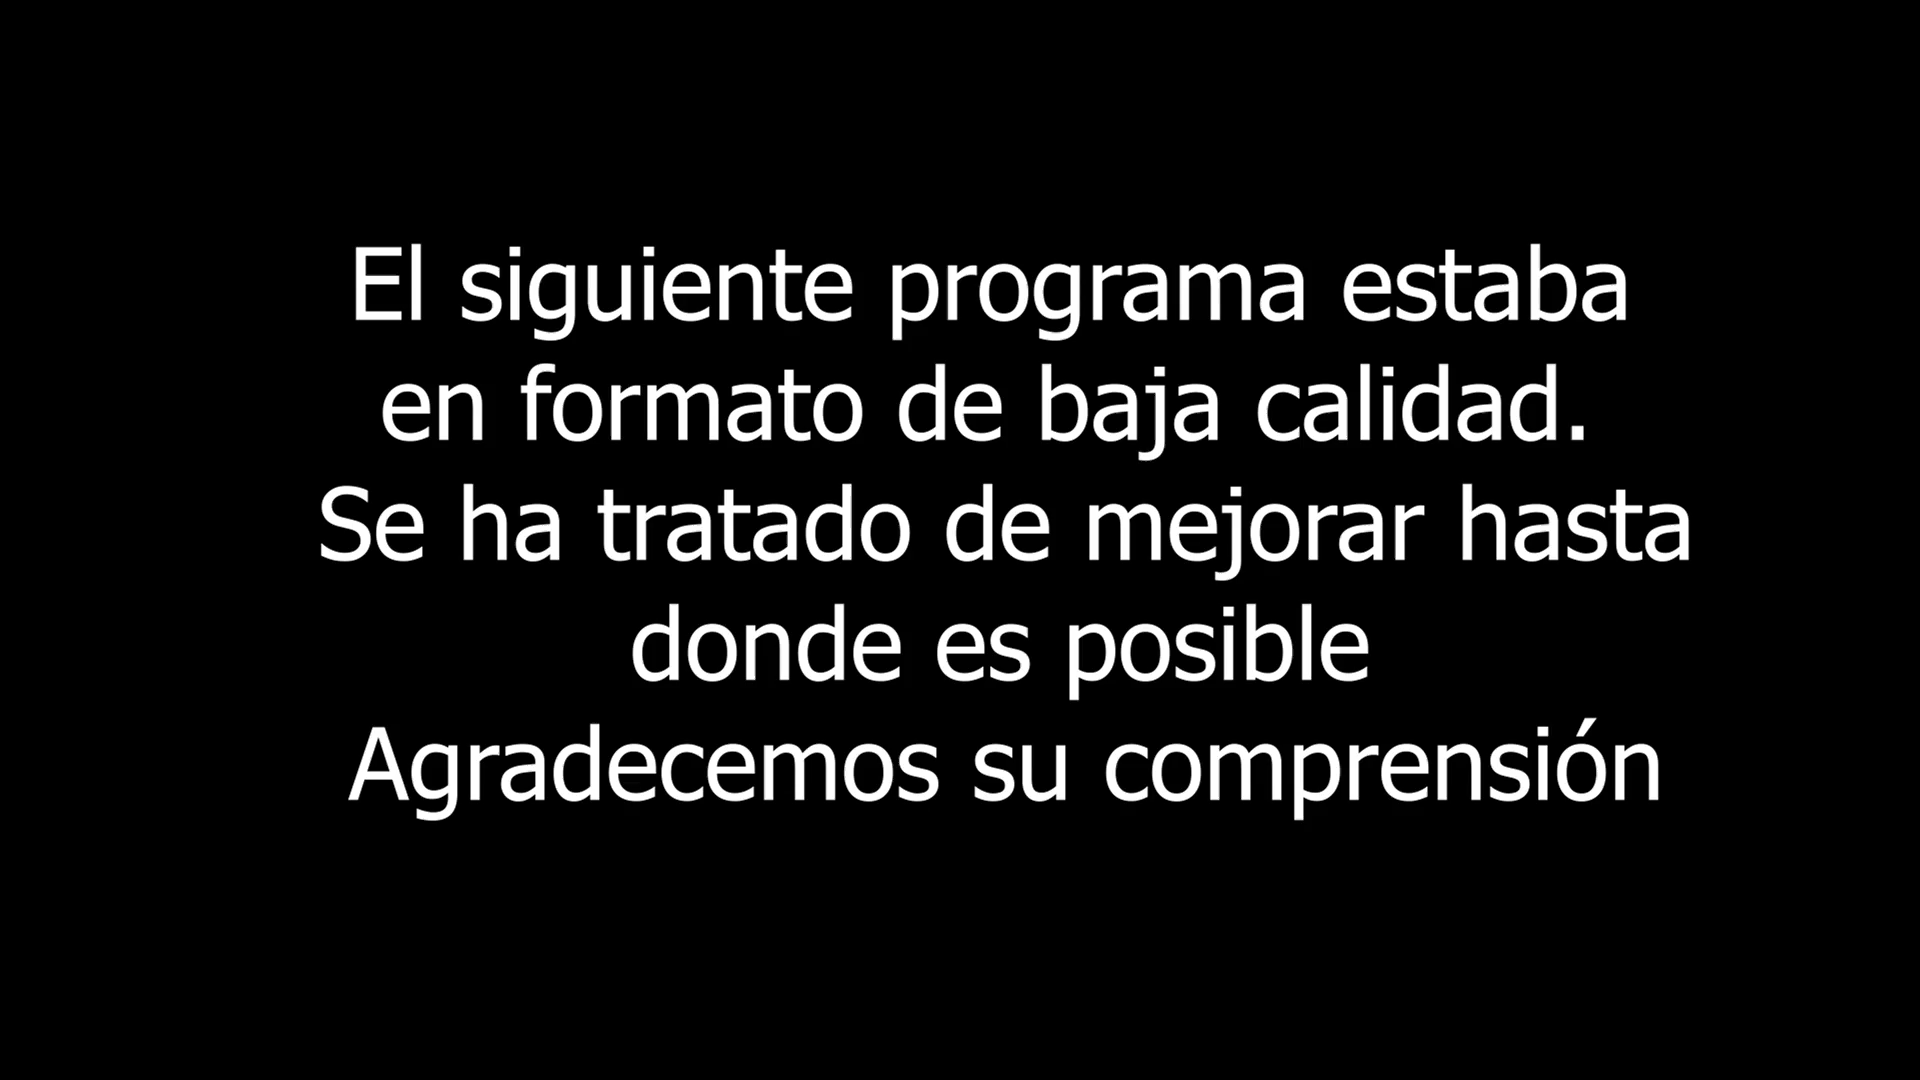 El siguiente programa estaba
en formato de baja calidad.
Se ha tratado de mejorar hasta
donde es posible
Agradecemos su comprensión